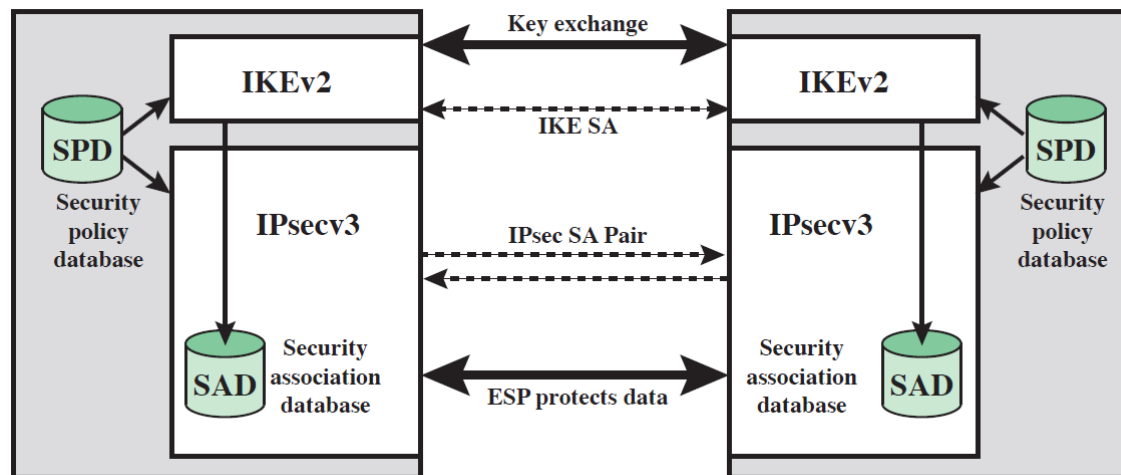 Key exchange
IKEv2
IKEv2
IKE SA
SPD
SPD
Security
policy
database
Security
policy
database
IPsecv3
IPsecv3
IPsec SA Pair
SAD
Security
association
database
Security
association
database
SAD
ESP protects data